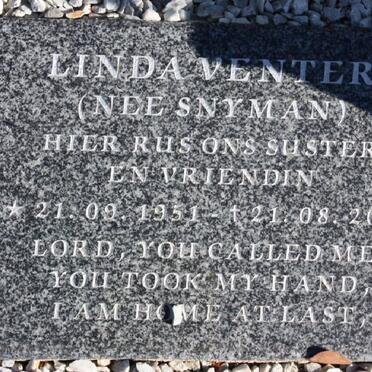 LINDA VENTER
(NEE SNYMAN)
HIER RUS ONS SUSTER
EN VRIENDIN
★ 21. 09. 1951 - † 21. 08. 20
LORD, YOU CALLED ME
YOU TOOK MY HAND,
I AM HOME AT LAST,